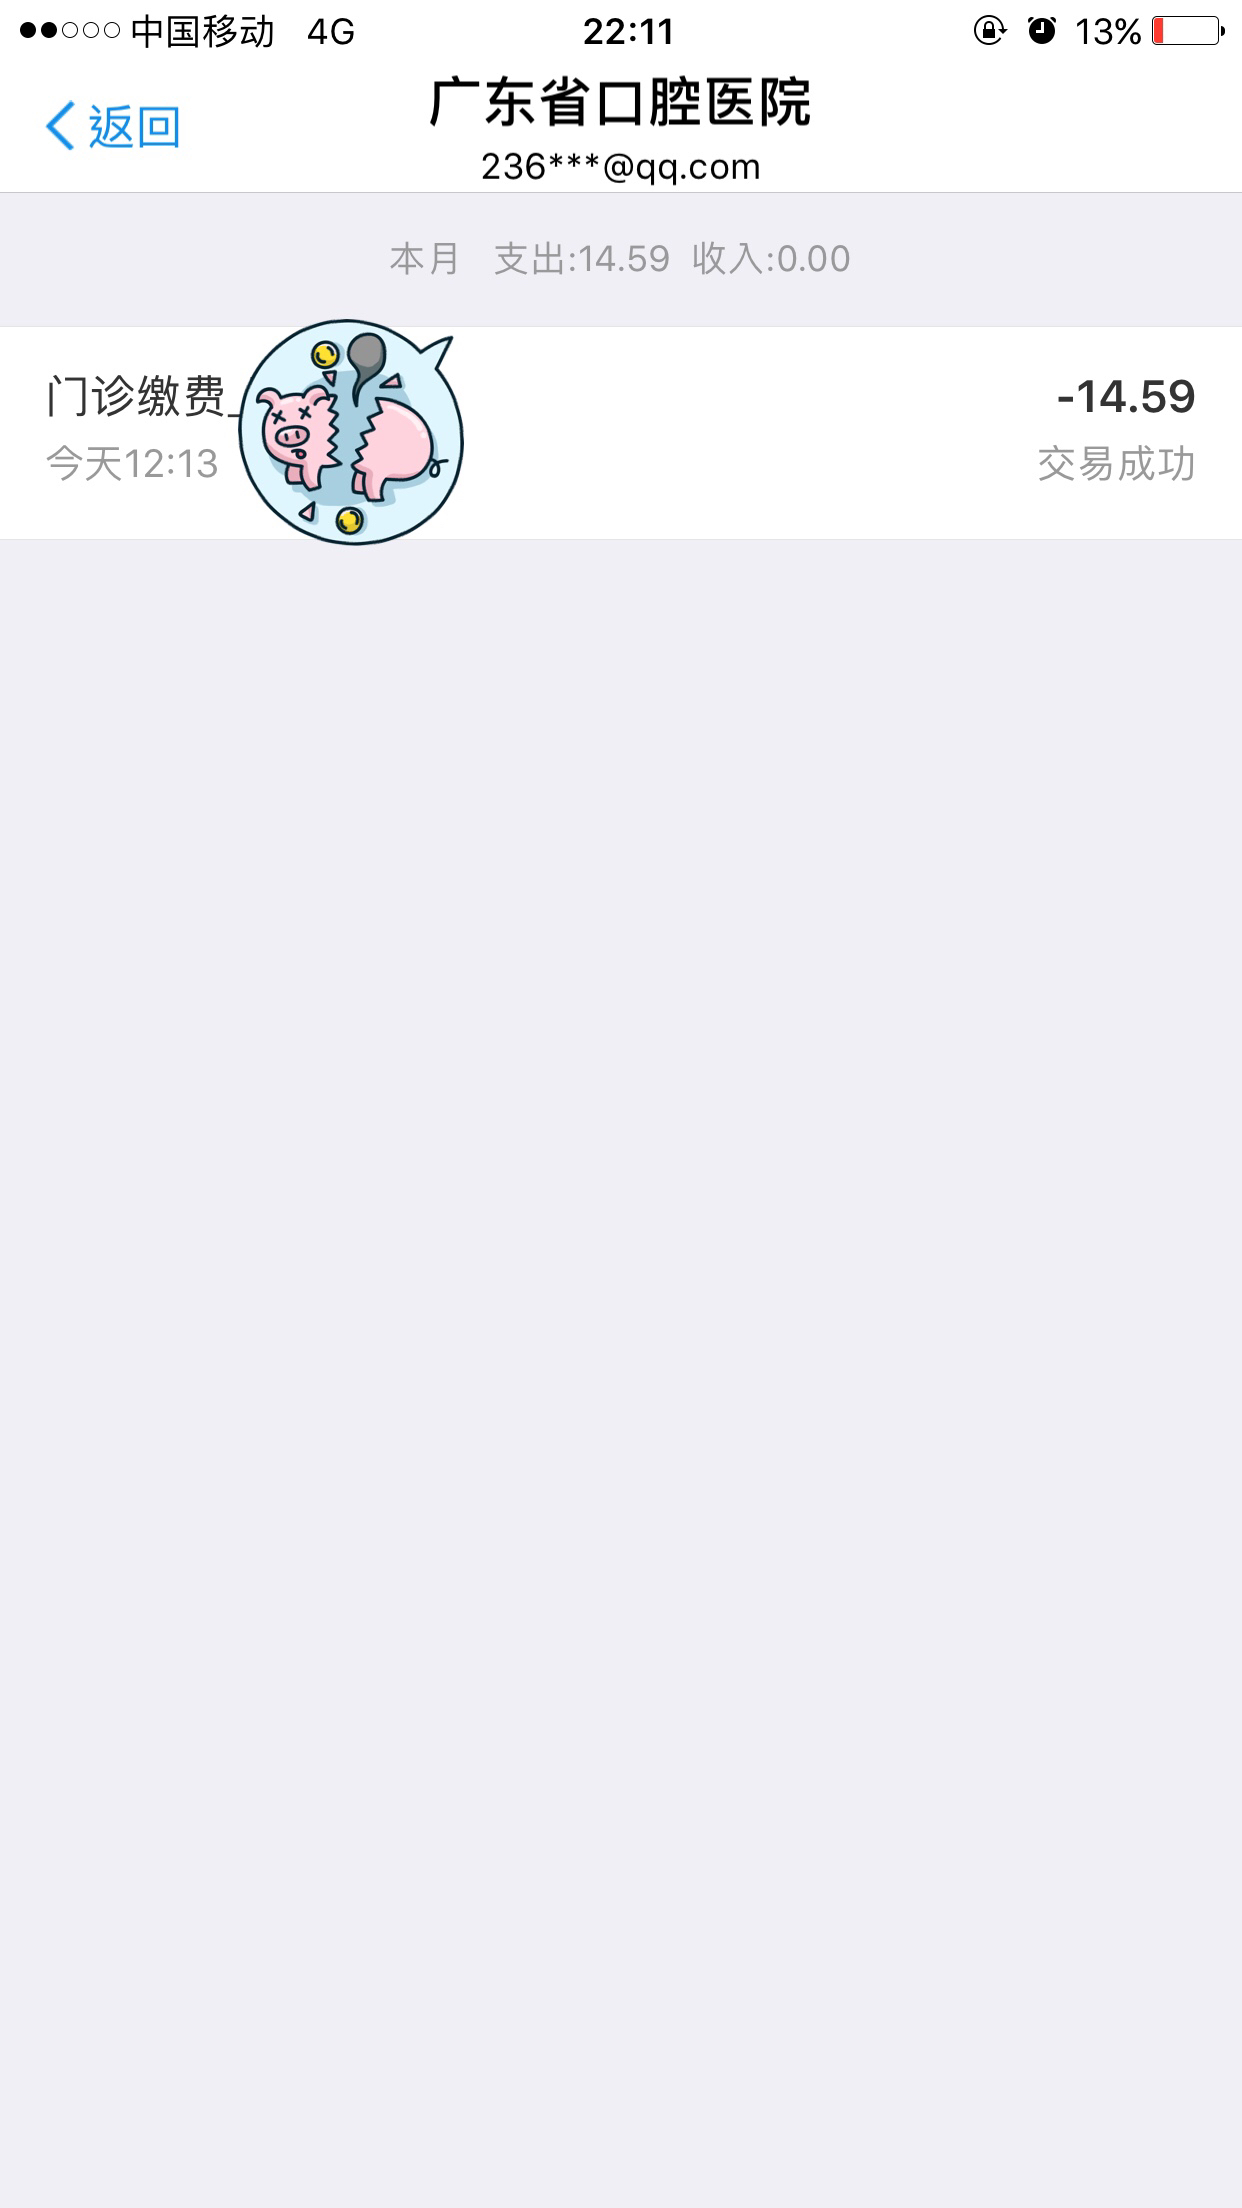 中国移动 4G 22:11 13%
返回
广东省口腔医院
236***@qq.com
本月 支出:14.59 收入:0.00
门诊缴费_ -14.59
今天12:13 交易成功